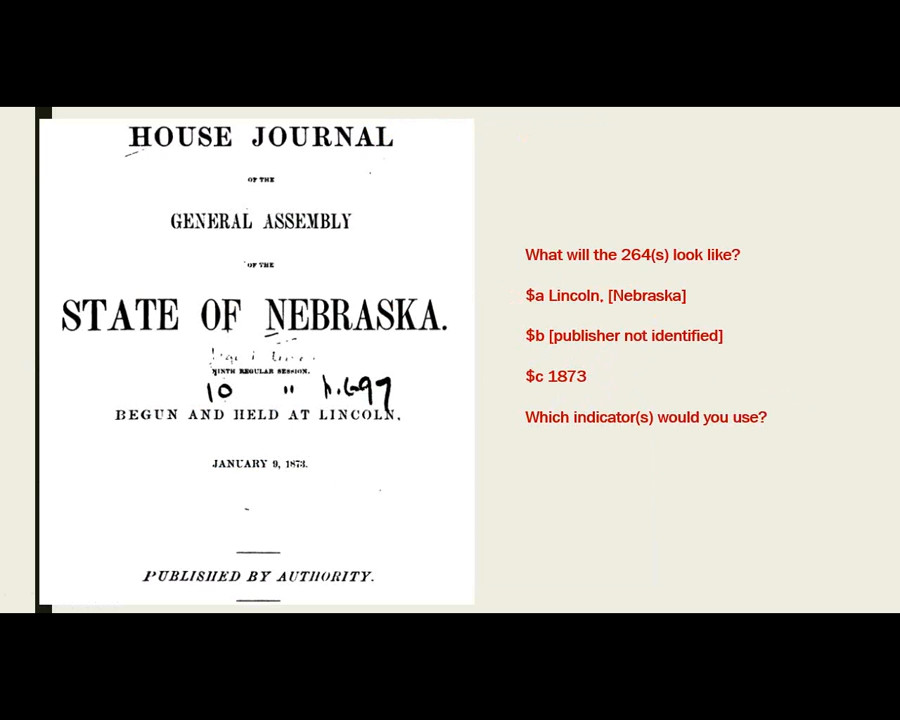 HOUSE JOURNAL
OF THE
GENERAL ASSEMBLY
OF THE
STATE OF NEBRASKA.
NINTH REGULAR SESSION.
10 "
BEGUN AND HELD AT LINCOLN,
JANUARY 9, 1873.
PUBLISHED BY AUTHORITY.
What will the 264(s) look like?
$a Lincoln, [Nebraska]
$b [publisher not identified]
$c 1873
Which indicator(s) would you use?